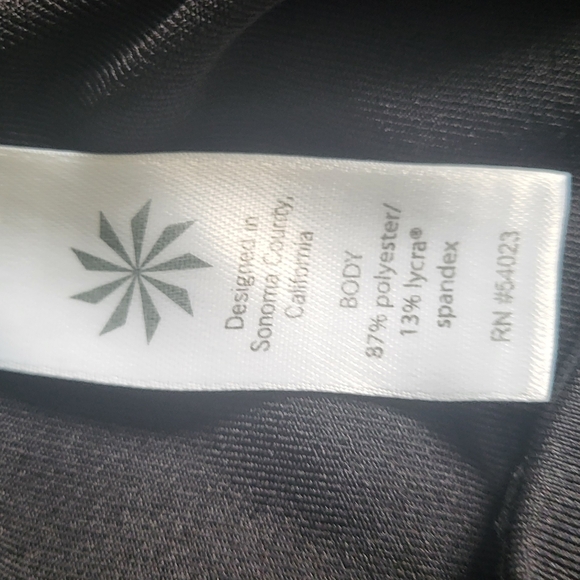 Designed in
Sonoma County,
California
BODY
87% polyester/
13% lycra®
spandex
RN #54023